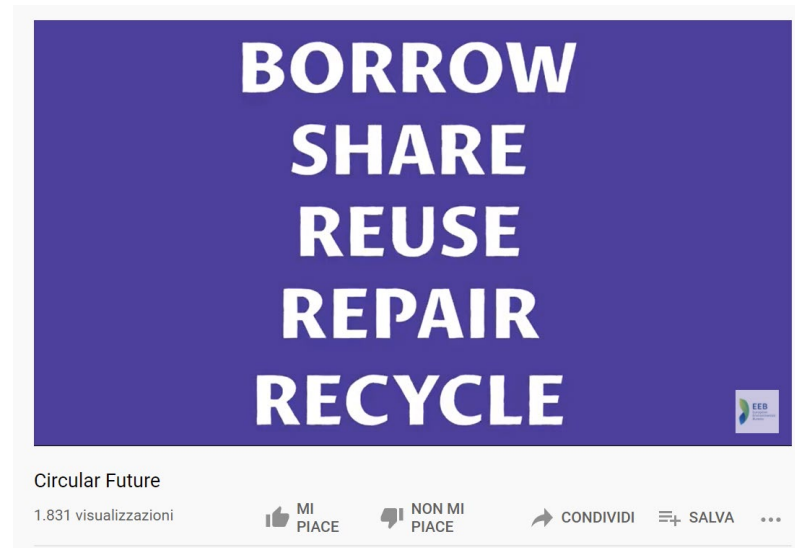 BORROW
SHARE
REUSE
REPAIR
RECYCLE
EEB
Circular Future
1.831 visualizzazioni
MI PIACE
NON MI PIACE
CONDIVIDI
SALVA